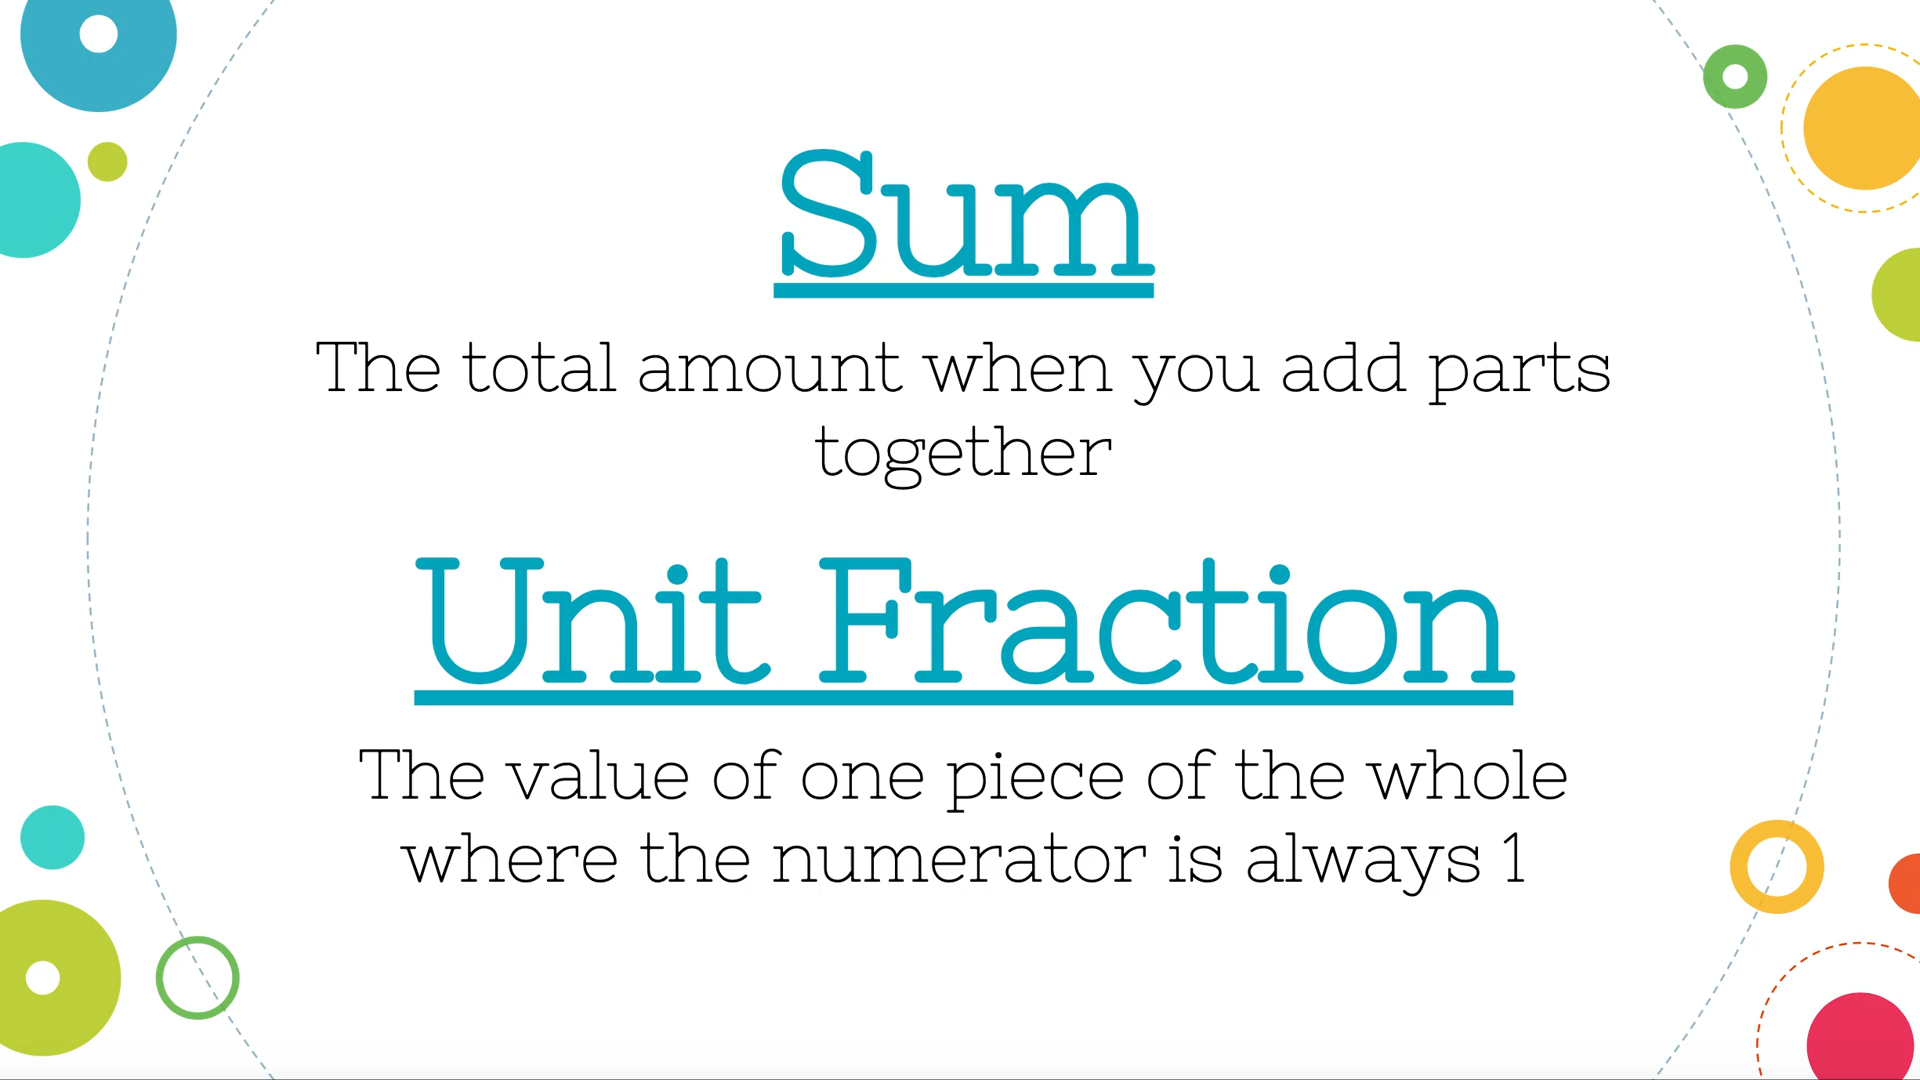 Sum
The total amount when you add parts
together
Unit Fraction
The value of one piece of the whole
where the numerator is always 1